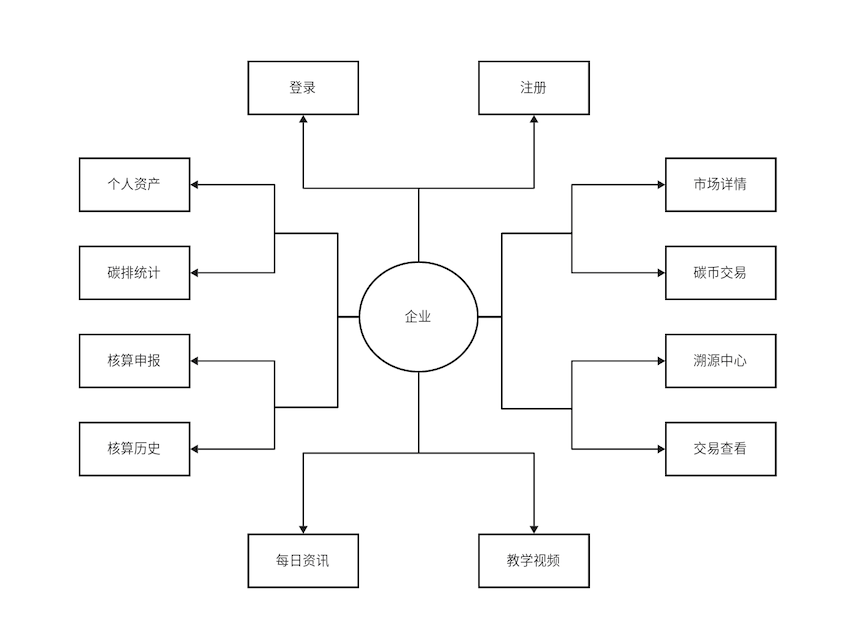 登录
注册
个人资产
市场详情
碳排统计
碳币交易
企业
核算申报
溯源中心
核算历史
交易查看
每日资讯
教学视频